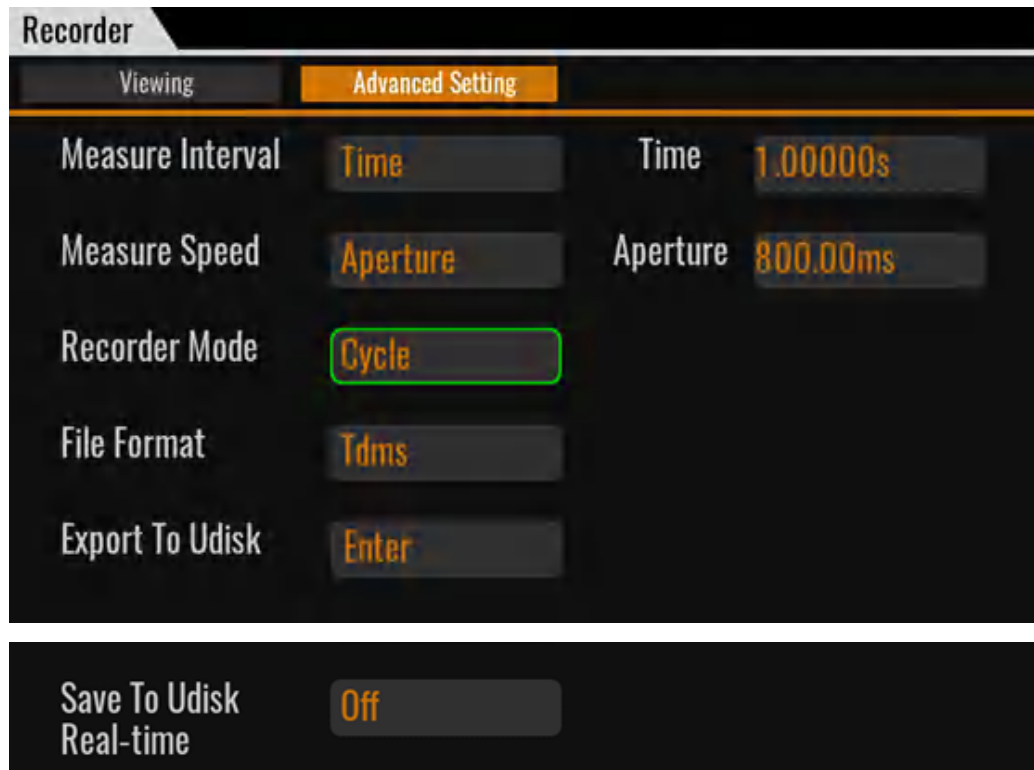 Recorder
Viewing Advanced Setting
Measure Interval Time Time 1.00000s
Measure Speed Aperture Aperture 800.00ms
Recorder Mode Cycle
File Format Tdms
Export To Udisk Enter
Save To Udisk Off
Real-time